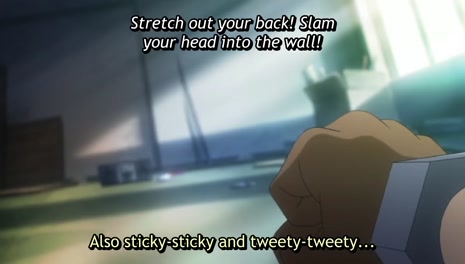 Stretch out your back! Slam
your head into the wall!
Also sticky-sticky and tweety-tweety...